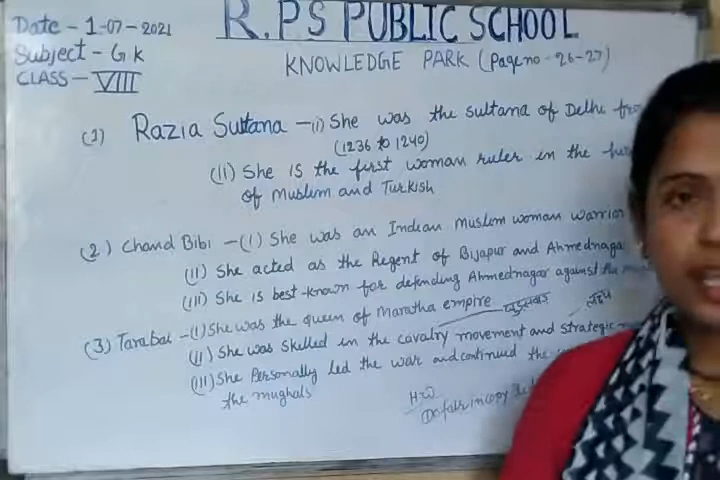 R.P.S PUBLIC SCHOOL
Date - 1-07-2021
Subject - G K
CLASS - VIII
KNOWLEDGE PARK (Page no - 26-27)
(1) Razia Sultana - (i) She was the sultana of Delhi
(1236 to 1240)
(II) She is the first woman ruler in the
of Muslim and Turkish
(2) Chand Bibi - (I) She was an Indian Muslim woman warrior
(II) She acted as the Regent of Bijapur and Ahmednaga
(III) She is best-known for defending Ahmednagar against the
(3) Tarabai - (I) She was the queen of Maratha empire घुड़सवार
(II) She was skilled in the cavalry movement and strategic
(III) She Personally led the war and continued the
the mughals
H.W